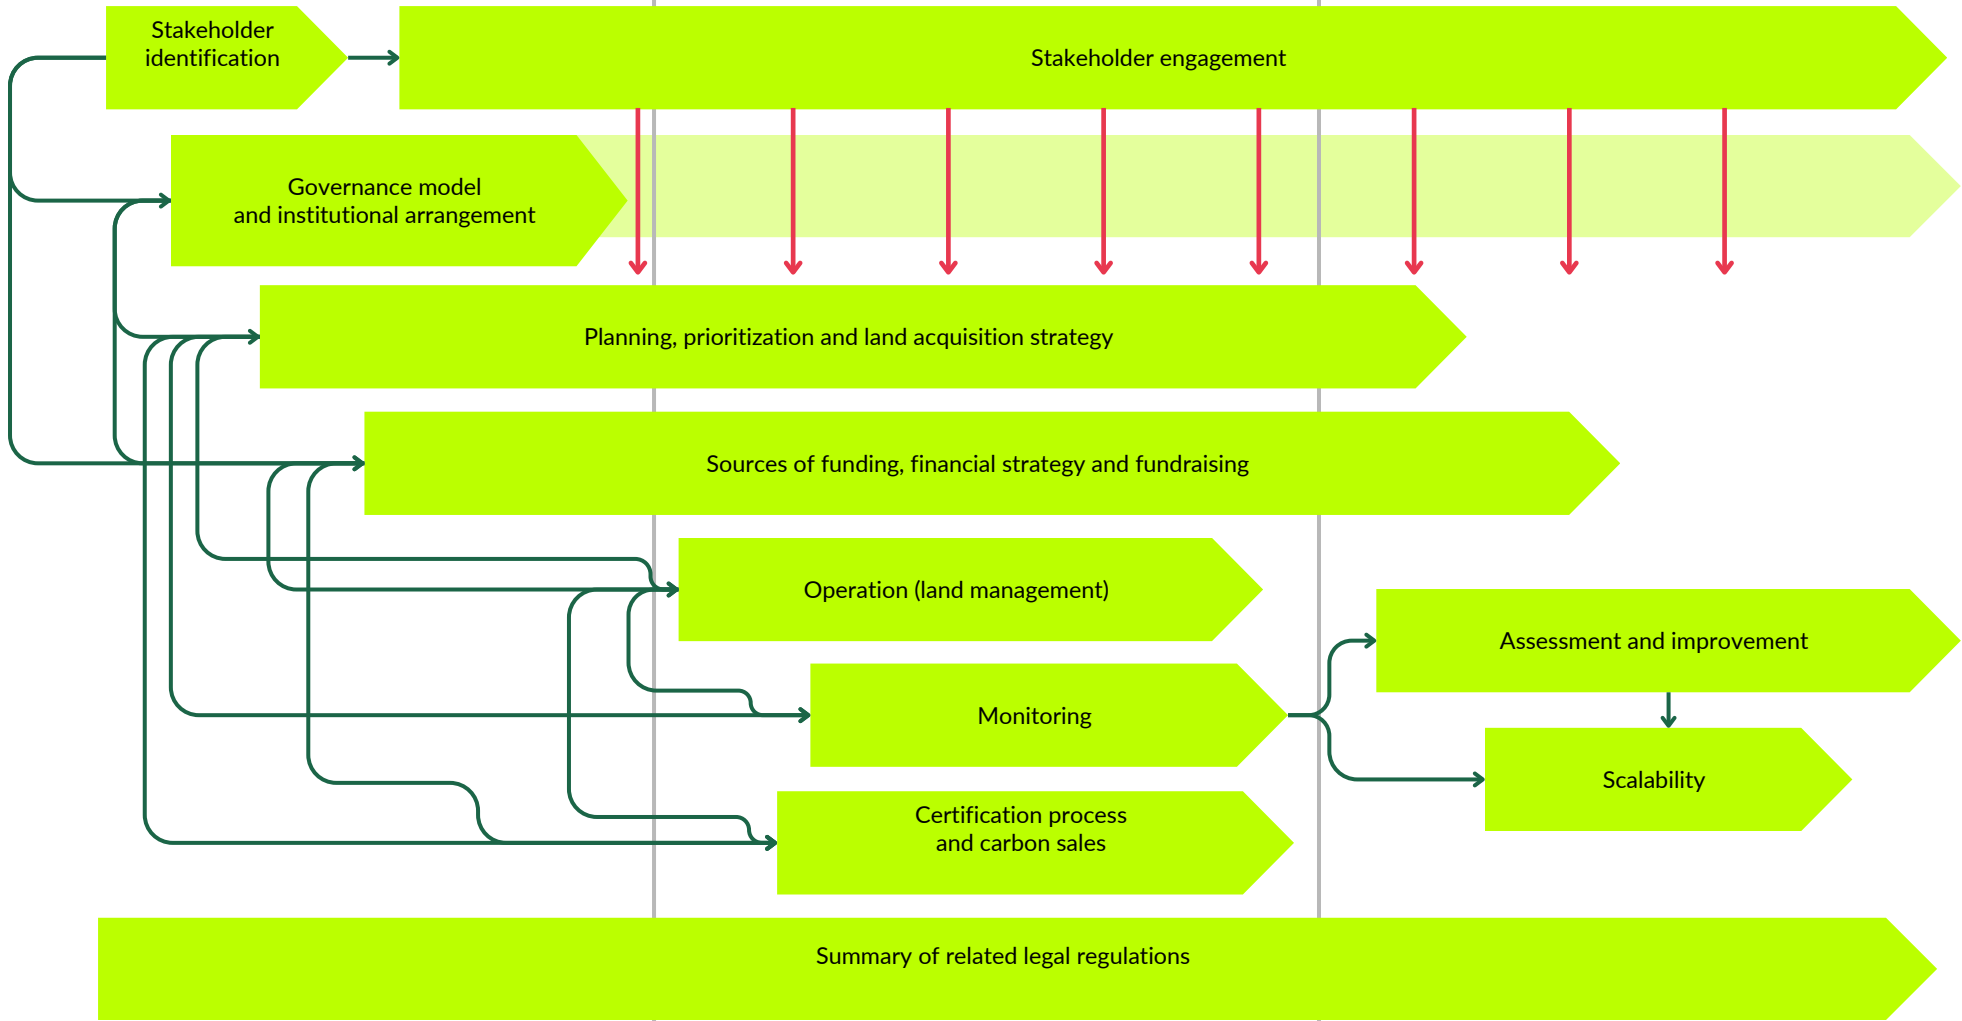 Stakeholder
identification
Stakeholder engagement
Governance model
and institutional arrangement
Planning, prioritization and land acquisition strategy
Sources of funding, financial strategy and fundraising
Operation (land management)
Assessment and improvement
Monitoring
Scalability
Certification process
and carbon sales
Summary of related legal regulations